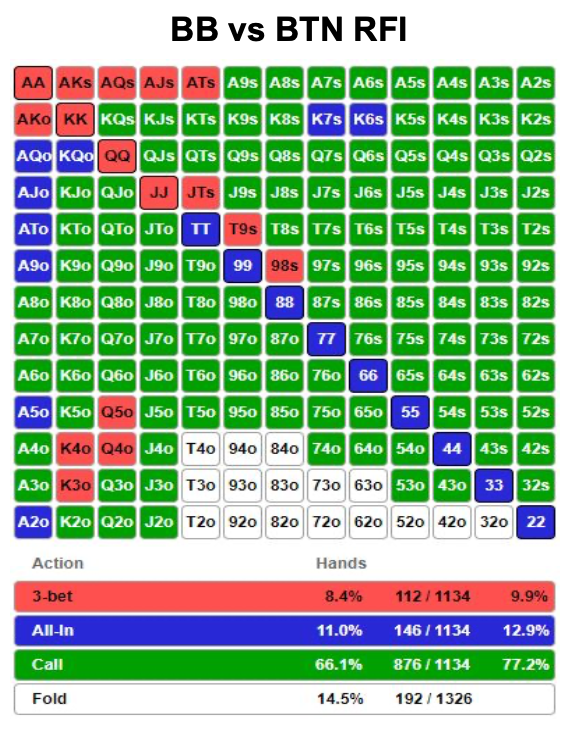 BB vs BTN RFI
AA AKs AQs AJs ATs A9s A8s A7s A6s A5s A4s A3s A2s
AKo KK KQs KJs KTs K9s K8s K7s K6s K5s K4s K3s K2s
AQo KQo QQ QJs QTs Q9s Q8s Q7s Q6s Q5s Q4s Q3s Q2s
AJo KJo QJo JJ JTs J9s J8s J7s J6s J5s J4s J3s J2s
ATo KTo QTo JTo TT T9s T8s T7s T6s T5s T4s T3s T2s
A9o K9o Q9o J9o T9o 99 98s 97s 96s 95s 94s 93s 92s
A8o K8o Q8o J8o T8o 98o 88 87s 86s 85s 84s 83s 82s
A7o K7o Q7o J7o T7o 97o 87o 77 76s 75s 74s 73s 72s
A6o K6o Q6o J6o T6o 96o 86o 76o 66 65s 64s 63s 62s
A5o K5o Q5o J5o T5o 95o 85o 75o 65o 55 54s 53s 52s
A4o K4o Q4o J4o T4o 94o 84o 74o 64o 54o 44 43s 42s
A3o K3o Q3o J3o T3o 93o 83o 73o 63o 53o 43o 33 32s
A2o K2o Q2o J2o T2o 92o 82o 72o 62o 52o 42o 32o 22
Action Hands
3-bet 8.4% 112 / 1134 9.9%
All-In 11.0% 146 / 1134 12.9%
Call 66.1% 876 / 1134 77.2%
Fold 14.5% 192 / 1326